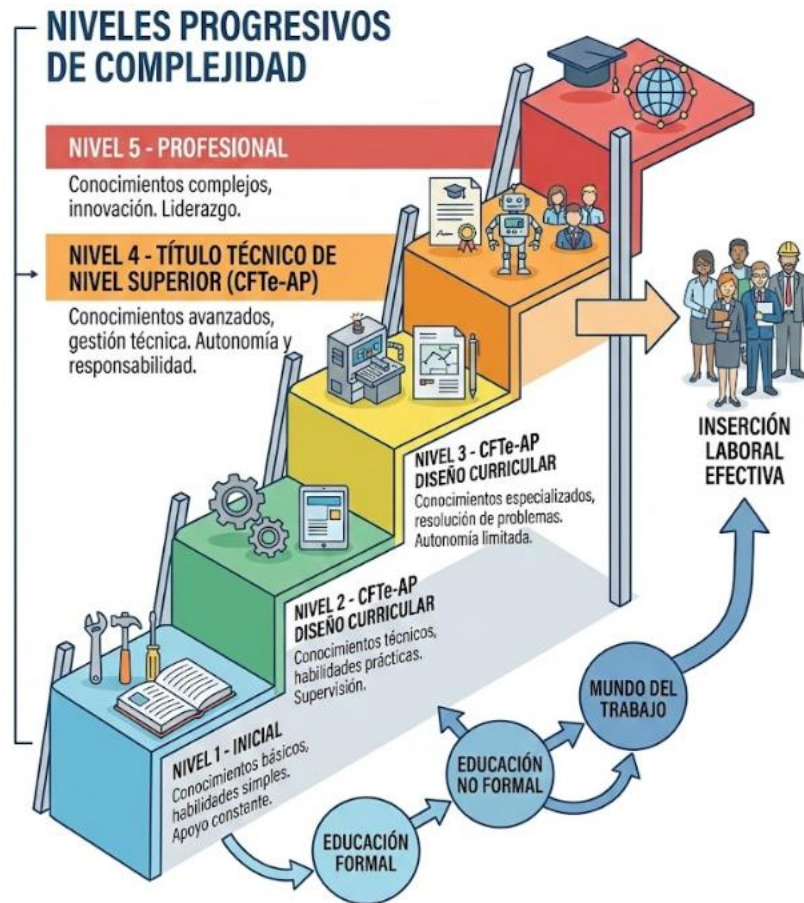 NIVELES PROGRESIVOS
DE COMPLEJIDAD
NIVEL 5 - PROFESIONAL
Conocimientos complejos,
innovación. Liderazgo.
NIVEL 4 - TÍTULO TÉCNICO DE
NIVEL SUPERIOR (CFTe-AP)
Conocimientos avanzados,
gestión técnica. Autonomía y
responsabilidad.
NIVEL 3 - CFTe-AP
DISEÑO CURRICULAR
Conocimientos especializados,
resolución de problemas.
Autonomía limitada.
NIVEL 2 - CFTe-AP
DISEÑO CURRICULAR
Conocimientos técnicos,
habilidades prácticas.
Supervisión.
NIVEL 1 - INICIAL
Conocimientos básicos,
habilidades simples.
Apoyo constante.
EDUCACIÓN
FORMAL
EDUCACIÓN
NO FORMAL
MUNDO DEL
TRABAJO
INSERCIÓN
LABORAL
EFECTIVA